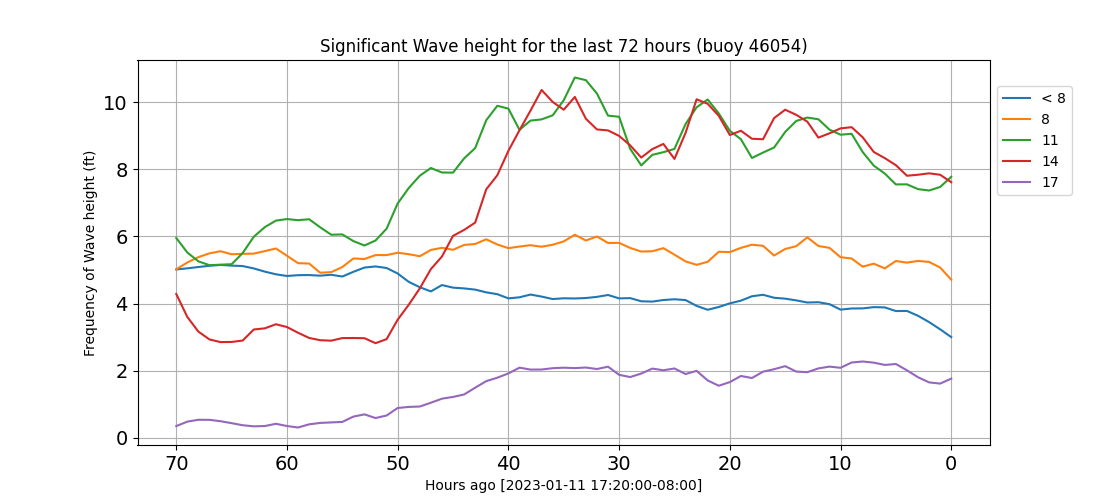 Significant Wave height for the last 72 hours (buoy 46054)
Frequency of Wave height (ft)
10
8
6
4
2
0
70 60 50 40 30 20 10 0
Hours ago [2023-01-11 17:20:00-08:00]
< 8
8
11
14
17